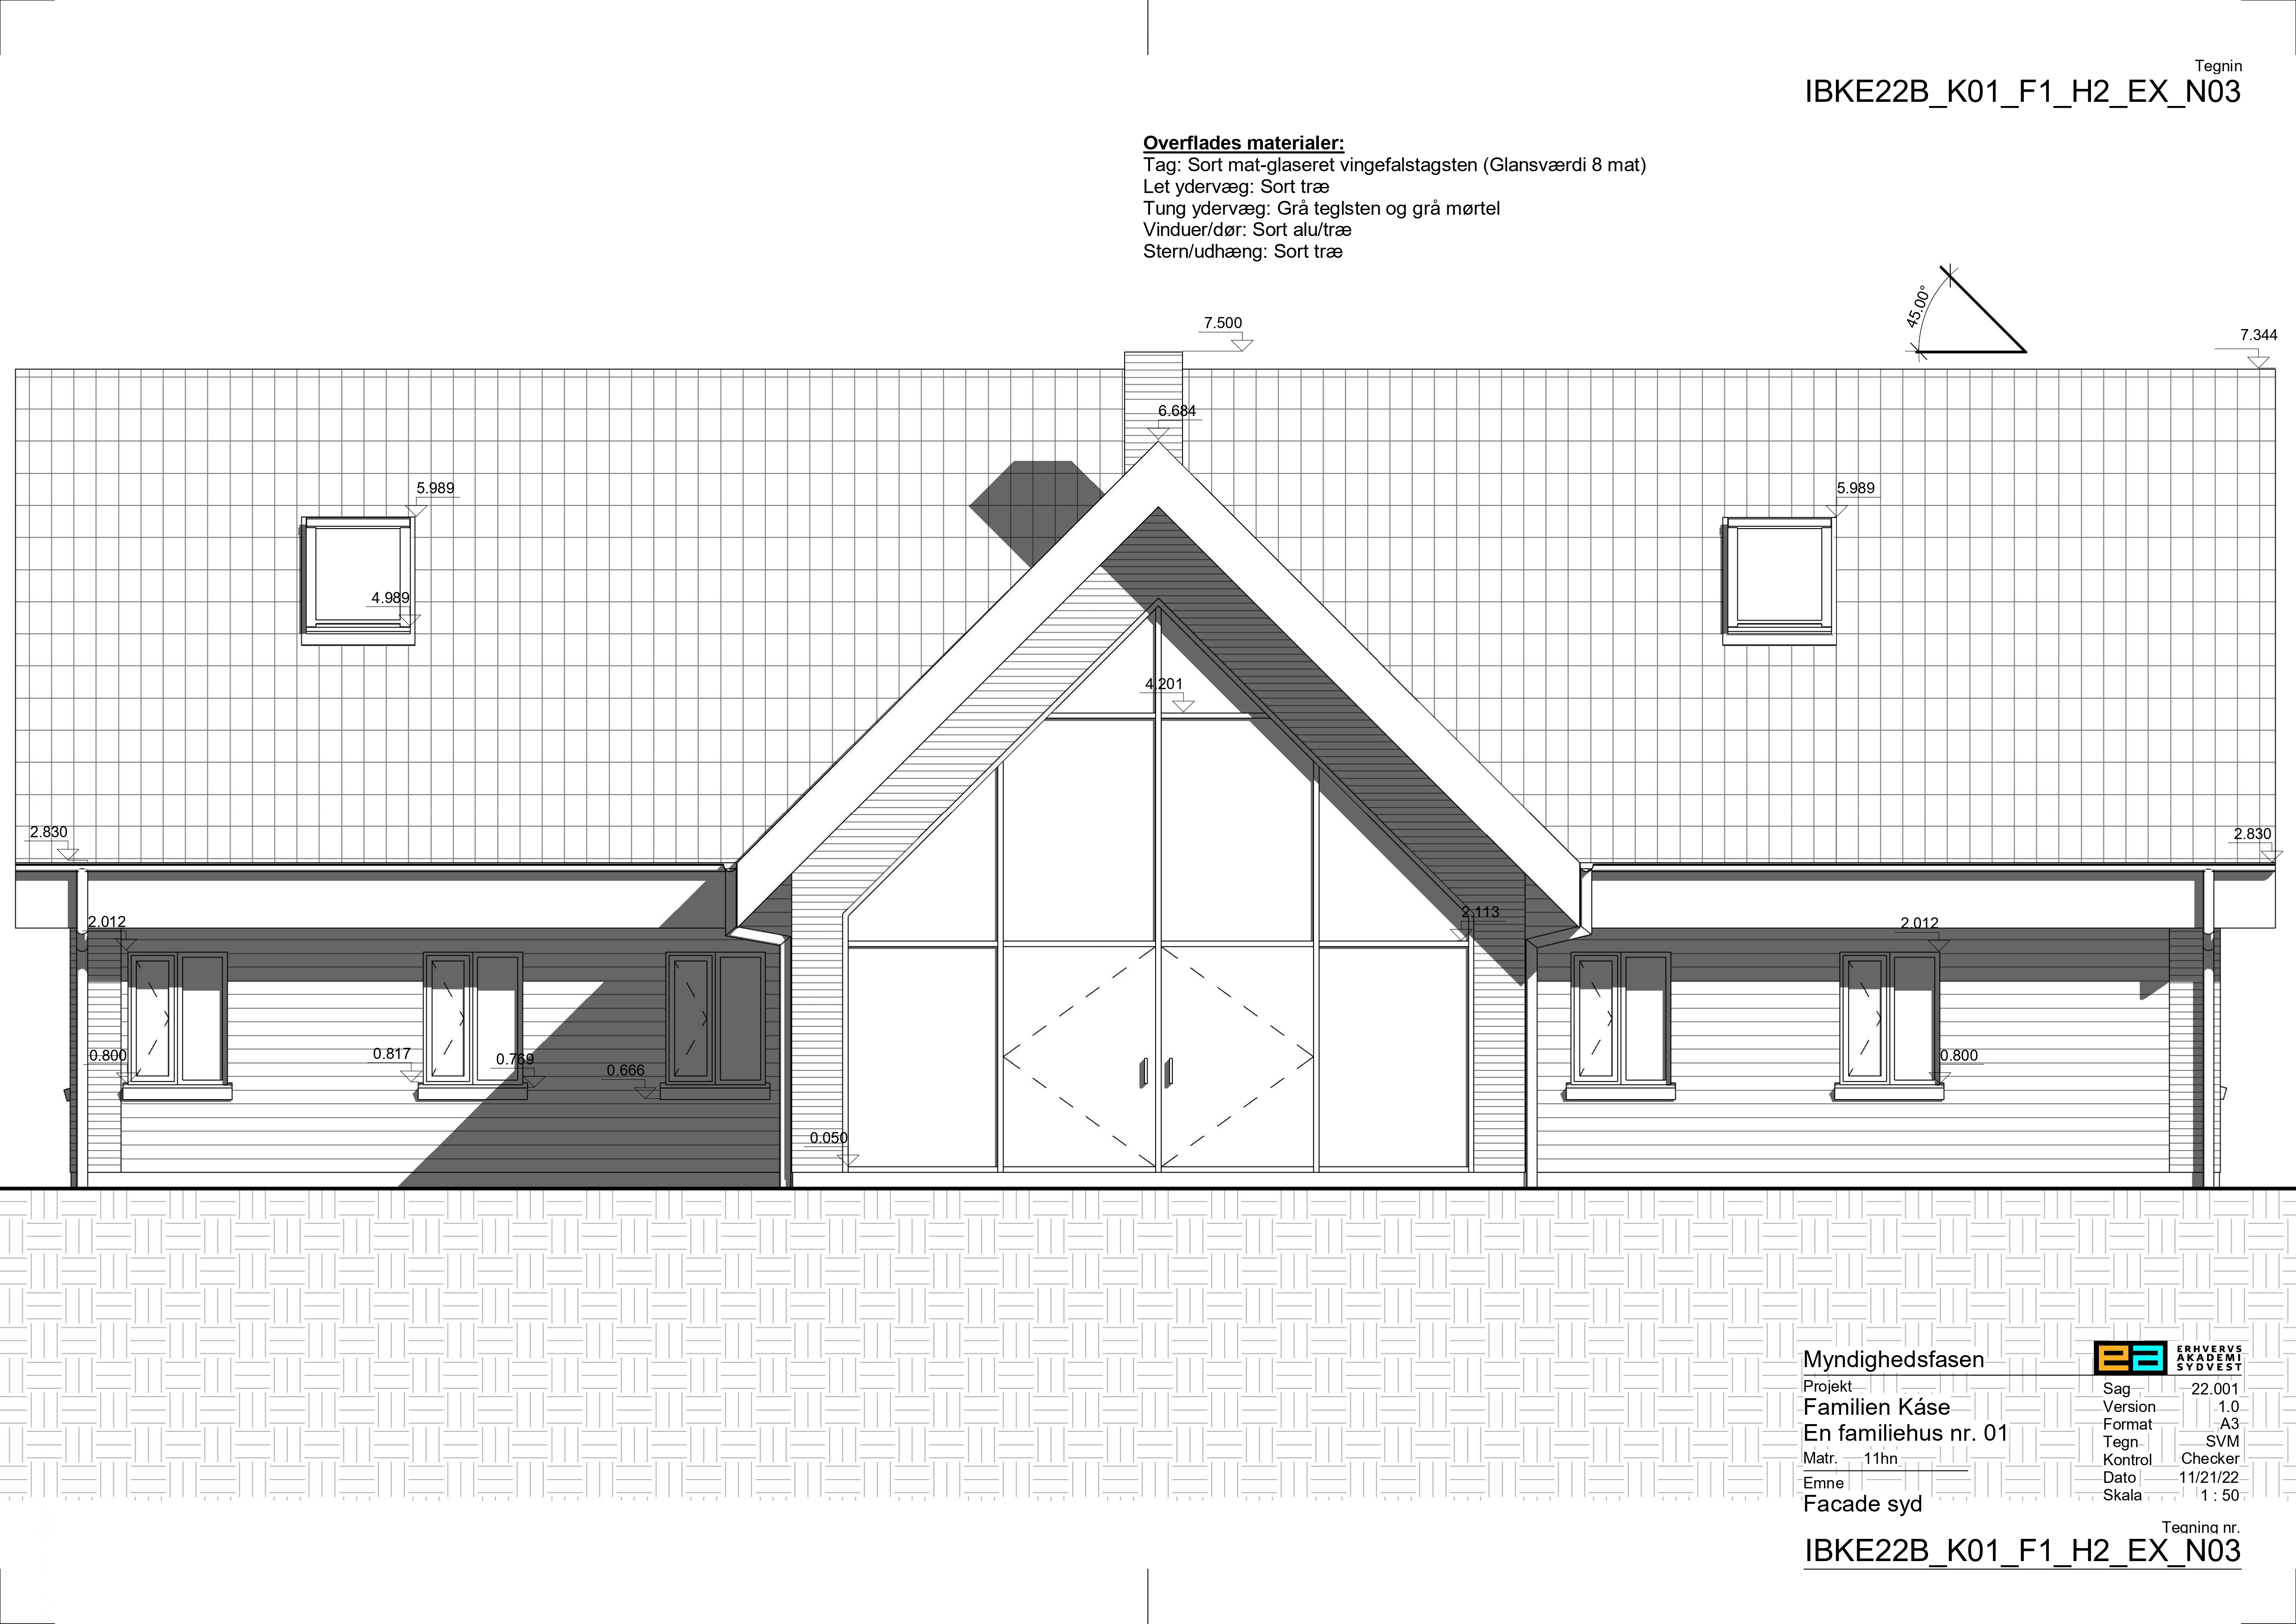 Tegnin
IBKE22B_K01_F1_H2_EX_N03
Overflades materialer:
Tag: Sort mat-glaseret vingefalstagsten (Glansværdi 8 mat)
Let ydervæg: Sort træ
Tung ydervæg: Grå teglsten og grå mørtel
Vinduer/dør: Sort alu/træ
Stern/udhæng: Sort træ
45.00°
7.500
7.344
6.684
5.989
5.989
4.989
4.201
2.830
2.830
2.012
2.113
2.012
0.800
0.817
0.769
0.666
0.800
0.050
Myndighedsfasen
ERHVERVS
AKADEMI
SYDVEST
Projekt
Familien Káse
En familiehus nr. 01
Matr. 11hn
Emne
Facade syd
Sag 22.001
Version 1.0
Format A3
Tegn SVM
Kontrol Checker
Dato 11/21/22
Skala 1 : 50
Tegning nr.
IBKE22B_K01_F1_H2_EX_N03